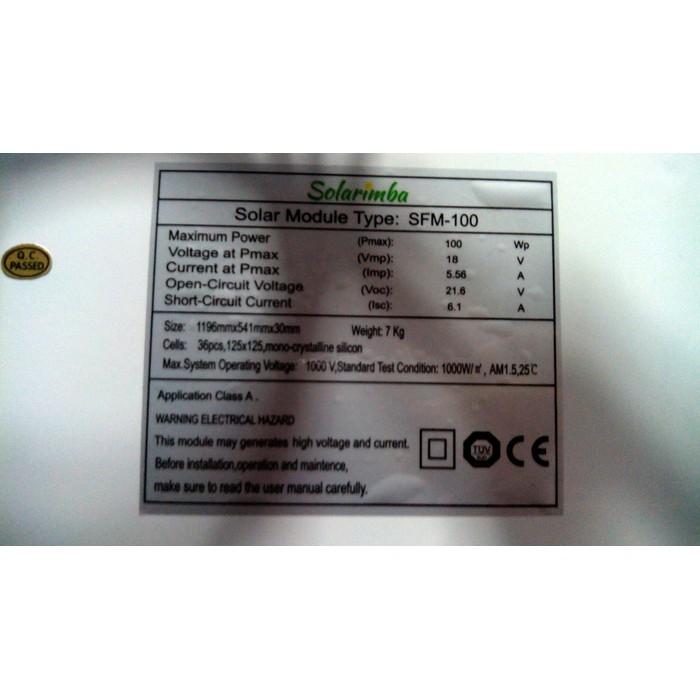 Solarimba
Solar Module Type: SFM-100
Maximum Power (Pmax): 100 Wp
Voltage at Pmax (Vmp): 18 V
Current at Pmax (Imp): 5.56 A
Open-Circuit Voltage (Voc): 21.6 V
Short-Circuit Current (Isc): 6.1 A
Size: 1196mmx541mmx30mm Weight: 7 Kg
Cells: 36pcs,125x125,mono-crystalline silicon
Max.System Operating Voltage: 1000 V,Standard Test Condition: 1000W/㎡, AM1.5,25℃
Application Class A .
WARNING ELECTRICAL HAZARD
This module may generates high voltage and current.
Before installation,operation and maintence,
make sure to read the user manual carefully.
TÜV
CE
Q.C.
PASSED